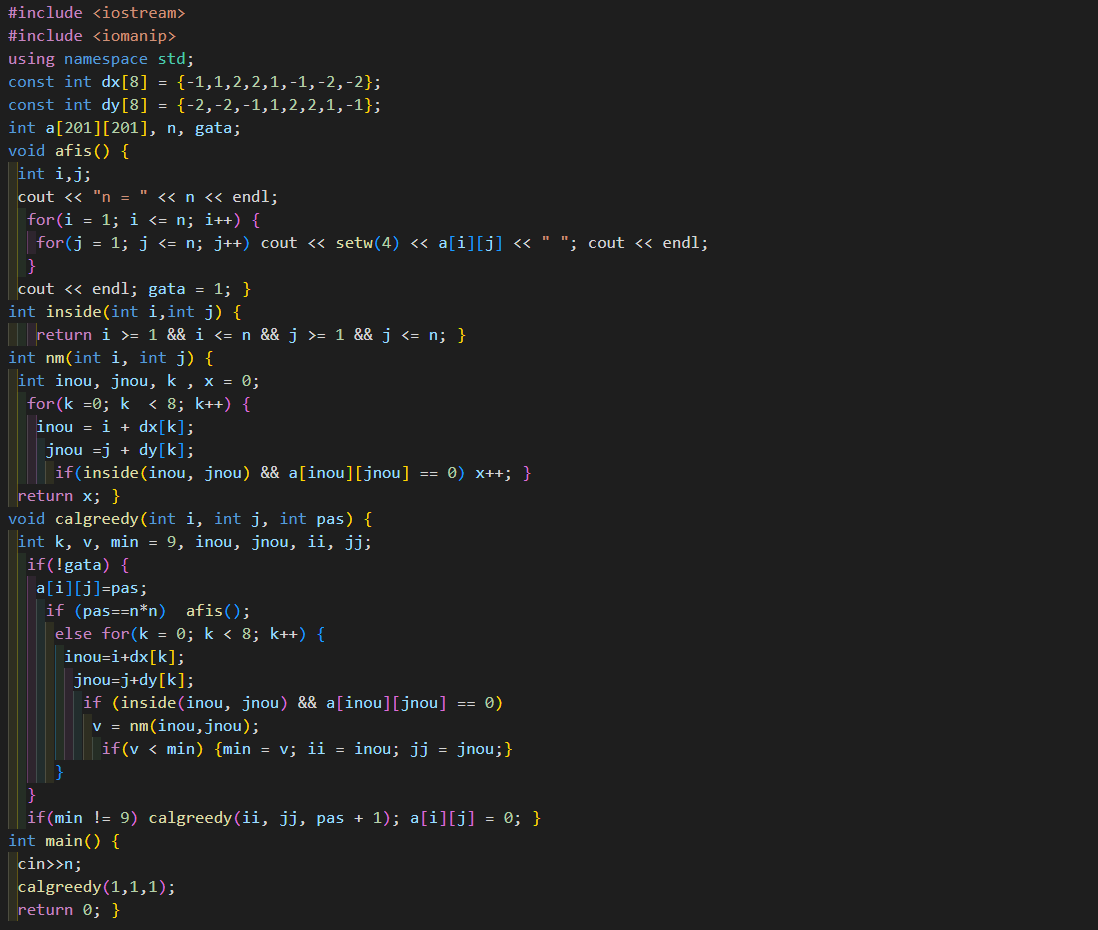 #include <iostream>
#include <iomanip>
using namespace std;
const int dx[8] = {-1,1,2,2,1,-1,-2,-2};
const int dy[8] = {-2,-2,-1,1,2,2,1,-1};
int a[201][201], n, gata;
void afis() {
 int i,j;
 cout << "n = " << n << endl;
  for(i = 1; i <= n; i++) {
   for(j = 1; j <= n; j++) cout << setw(4) << a[i][j] << " "; cout << endl;
  }
 cout << endl; gata = 1; }
int inside(int i,int j) {
   return i >= 1 && i <= n && j >= 1 && j <= n; }
int nm(int i, int j) {
 int inou, jnou, k , x = 0;
  for(k =0; k  < 8; k++) {
   inou = i + dx[k];
    jnou =j + dy[k];
     if(inside(inou, jnou) && a[inou][jnou] == 0) x++; }
 return x; }
void calgreedy(int i, int j, int pas) {
 int k, v, min = 9, inou, jnou, ii, jj;
  if(!gata) {
   a[i][j]=pas;
    if (pas==n*n)  afis();
     else for(k = 0; k < 8; k++) {
      inou=i+dx[k];
       jnou=j+dy[k];
        if (inside(inou, jnou) && a[inou][jnou] == 0)
         v = nm(inou,jnou);
          if(v < min) {min = v; ii = inou; jj = jnou;}
     }
  }
  if(min != 9) calgreedy(ii, jj, pas + 1); a[i][j] = 0; }
int main() {
 cin>>n;
 calgreedy(1,1,1);
 return 0; }